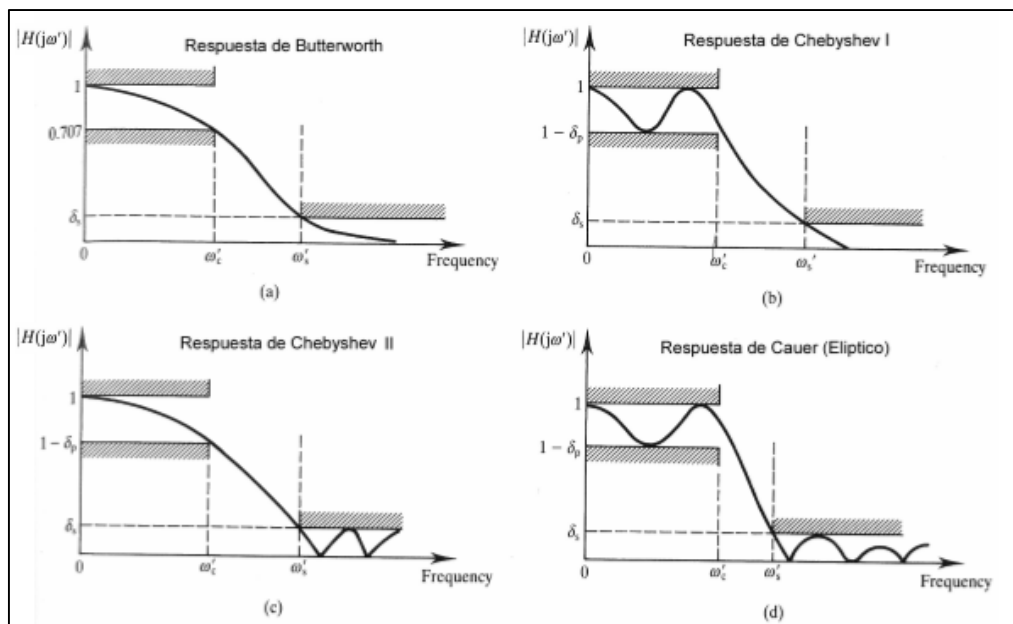 |H(jω')|
Respuesta de Butterworth
1
0.707
δs
0
ω'c
ω's
Frequency
(a)
|H(jω')|
Respuesta de Chebyshev I
1
1 − δp
δs
0
ω'c
ωs'
Frequency
(b)
|H(jω')|
Respuesta de Chebyshev II
1
1 − δp
δs
0
ω'c
ω's
Frequency
(c)
|H(jω')|
Respuesta de Cauer (Eliptico)
1
1 − δp
δs
0
ω'c
ω's
Frequency
(d)